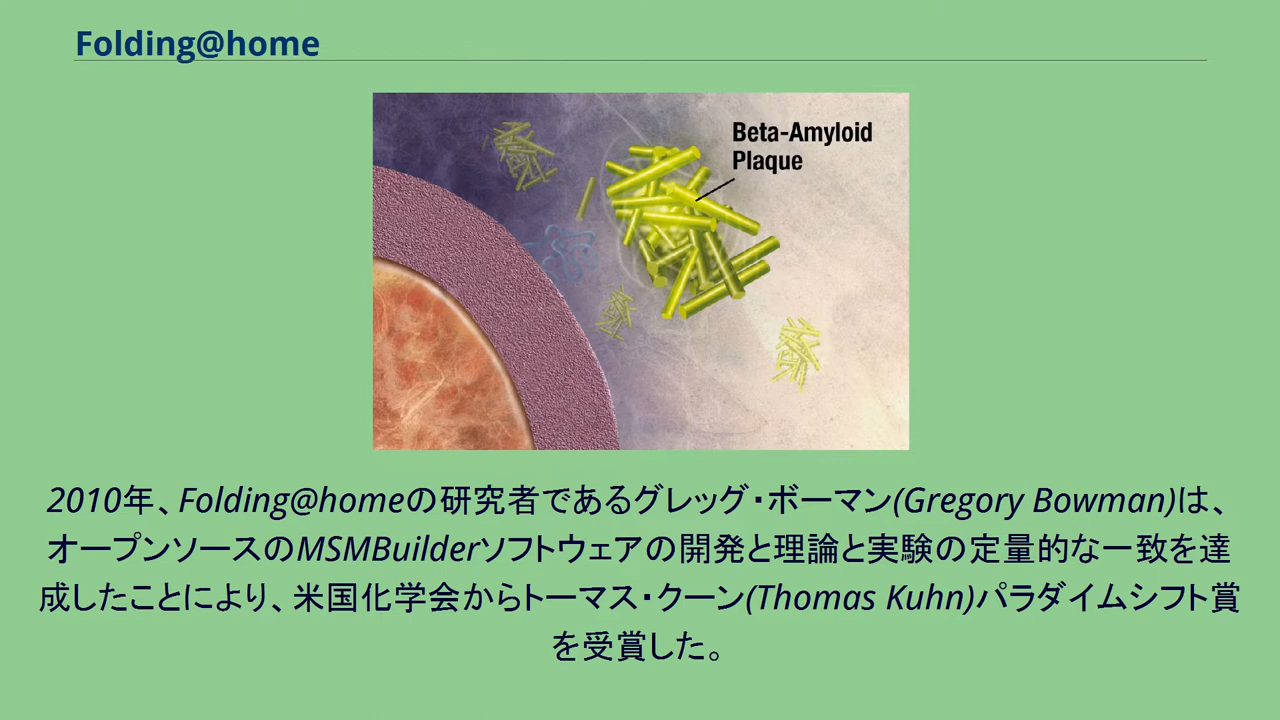 Folding@home
Beta-Amyloid
Plaque
2010年、Folding@homeの研究者であるグレッグ・ボーマン(Gregory Bowman)は、
オープンソースのMSMBuilderソフトウェアの開発と理論と実験の定量的な一致を達
成したことにより、米国化学会からトーマス・クーン(Thomas Kuhn)パラダイムシフト賞
を受賞した。